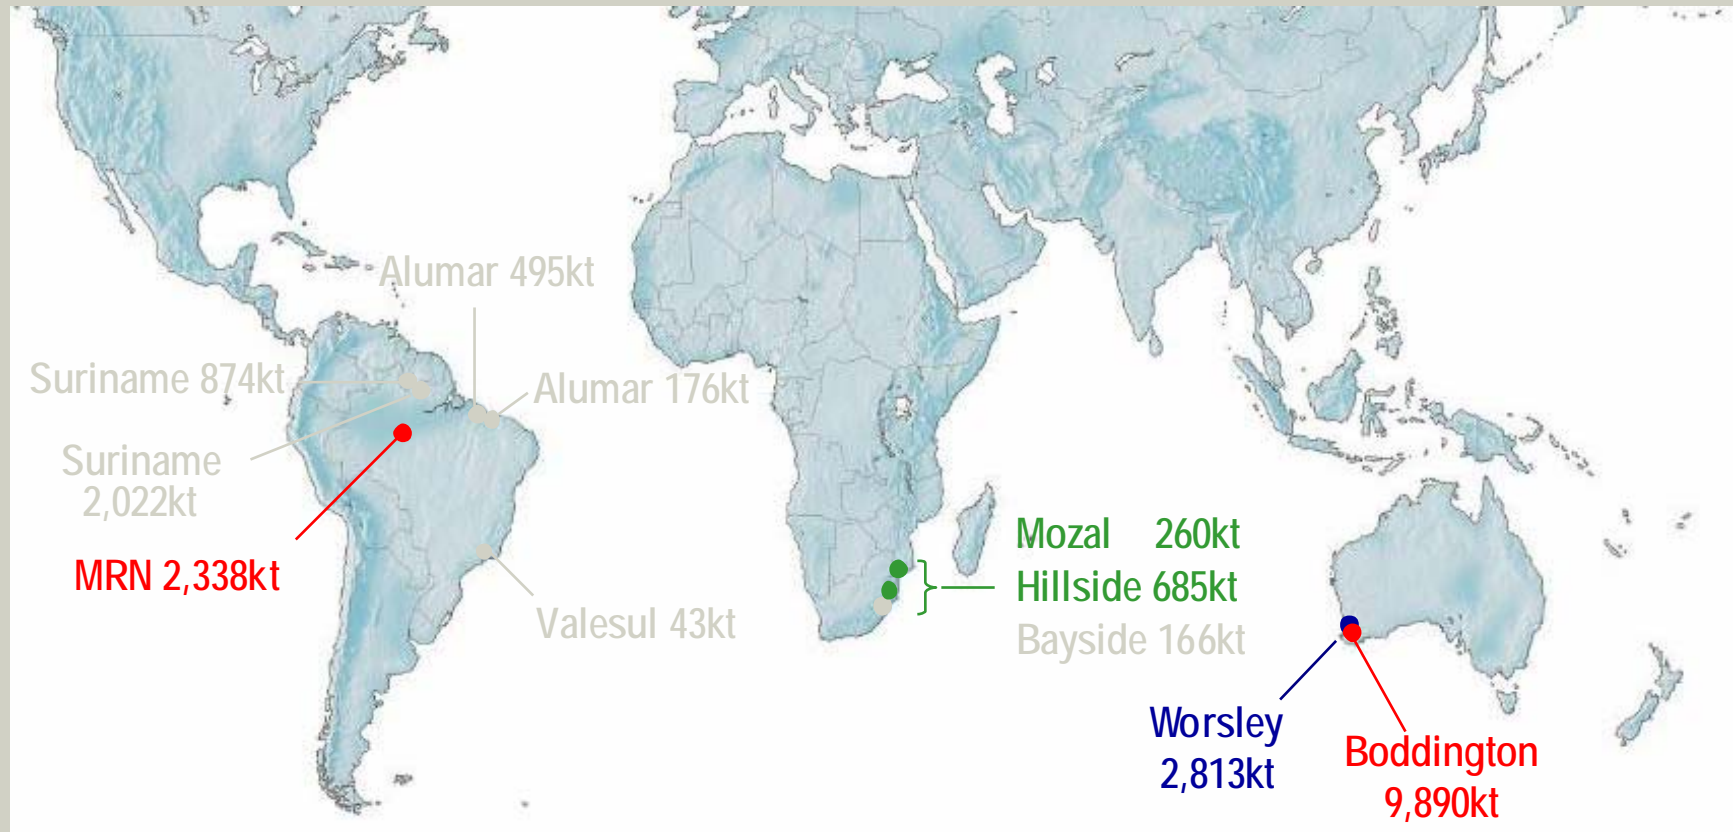 Alumar 495kt
Suriname 874kt
Alumar 176kt
Suriname
2,022kt
MRN 2,338kt
Valesul 43kt
Mozal 260kt
Hillside 685kt
Bayside 166kt
Worsley
2,813kt
Boddington
9,890kt